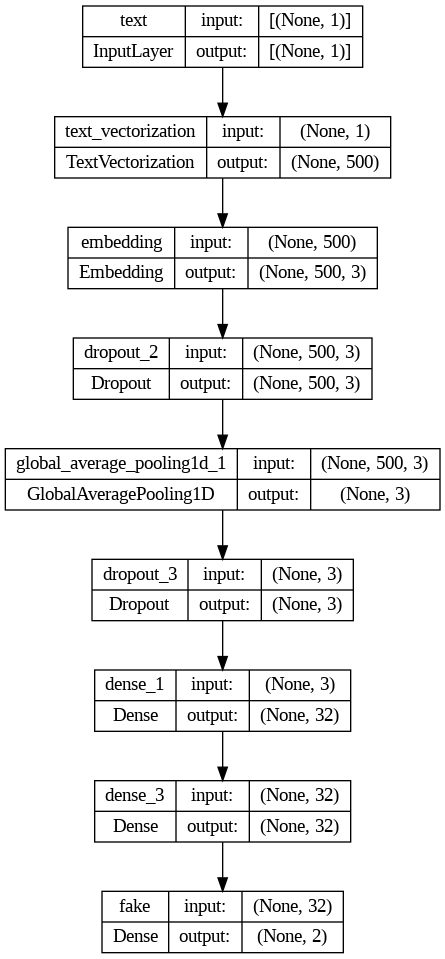 text input: [(None, 1)]
InputLayer output: [(None, 1)]
text_vectorization input: (None, 1)
TextVectorization output: (None, 500)
embedding input: (None, 500)
Embedding output: (None, 500, 3)
dropout_2 input: (None, 500, 3)
Dropout output: (None, 500, 3)
global_average_pooling1d_1 input: (None, 500, 3)
GlobalAveragePooling1D output: (None, 3)
dropout_3 input: (None, 3)
Dropout output: (None, 3)
dense_1 input: (None, 3)
Dense output: (None, 32)
dense_3 input: (None, 32)
Dense output: (None, 32)
fake input: (None, 32)
Dense output: (None, 2)